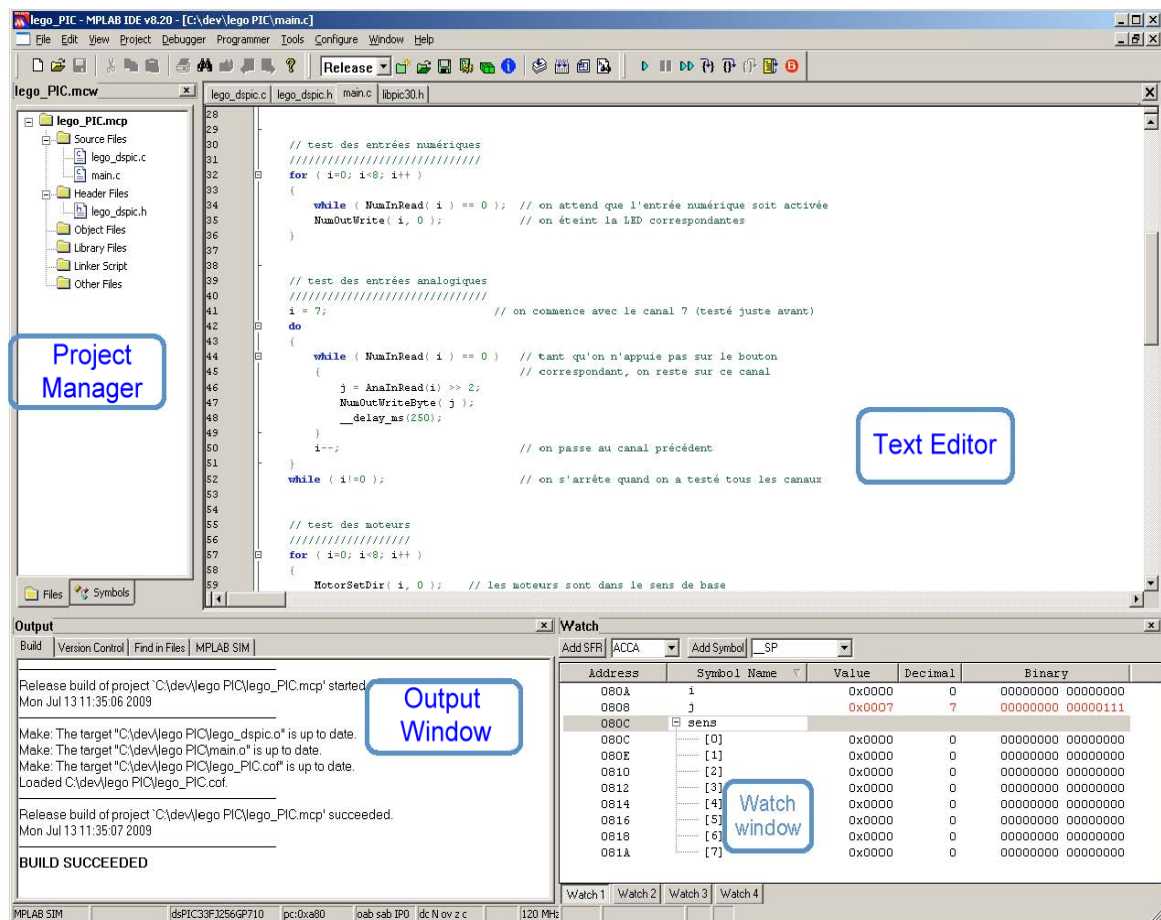 lego_PIC - MPLAB IDE v8.20 - [C:\dev\lego PIC\main.c]
File Edit View Project Debugger Programmer Tools Configure Window Help
Release
lego_PIC.mcw
lego_PIC.mcp
Source Files
lego_dspic.c
main.c
Header Files
lego_dspic.h
Object Files
Library Files
Linker Script
Other Files
Project
Manager
Files Symbols
lego_dspic.c lego_dspic.h main.c libpic30.h
28
29
30 // test des entrées numériques
31 //////////////////////////////
32 for ( i=0; i<8; i++ )
33 {
34 while ( NumInRead( i ) == 0 ); // on attend que l'entrée numérique soit activée
35 NumOutWrite( i, 0 ); // on éteint la LED correspondantes
36 }
37
38
39 // test des entrées analogiques
40 ///////////////////////////////
41 i = 7; // on commence avec le canal 7 (testé juste avant)
42 do
43 {
44 while ( NumInRead( i ) == 0 ) // tant qu'on n'appuie pas sur le bouton
45 { // correspondant, on reste sur ce canal
46 j = AnaInRead(i) >> 2;
47 NumOutWriteByte( j );
48 __delay_ms(250);
49 }
50 i--; // on passe au canal précédent
51 }
52 while ( i!=0 ); // on s'arrête quand on a testé tous les canaux
53
54
55 // test des moteurs
56 ///////////////////
57 for ( i=0; i<8; i++ )
58 {
59 MotorSetDir( i, 0 ); // les moteurs sont dans le sens de base
Text Editor
Output
Build Version Control Find in Files MPLAB SIM
Release build of project `C:\dev\lego PIC\lego_PIC.mcp' started.
Mon Jul 13 11:35:06 2009
Make: The target "C:\dev\lego PIC\lego_dspic.o" is up to date.
Make: The target "C:\dev\lego PIC\main.o" is up to date.
Make: The target "C:\dev\lego PIC\lego_PIC.cof" is up to date.
Loaded C:\dev\lego PIC\lego_PIC.cof.
Release build of project `C:\dev\lego PIC\lego_PIC.mcp' succeeded.
Mon Jul 13 11:35:07 2009
BUILD SUCCEEDED
Output
Window
Watch
Add SFR ACCA Add Symbol __SP
Address Symbol Name Value Decimal Binary
080A i 0x0000 0 00000000 00000000
0808 j 0x0007 7 00000000 00000111
080C sens
080C [0] 0x0000 0 00000000 00000000
080E [1] 0x0000 0 00000000 00000000
0810 [2] 0x0000 0 00000000 00000000
0812 [3] 0x0000 0 00000000 00000000
0814 [4] 0x0000 0 00000000 00000000
0816 [5] 0x0000 0 00000000 00000000
0818 [6] 0x0000 0 00000000 00000000
081A [7] 0x0000 0 00000000 00000000
Watch
window
Watch 1 Watch 2 Watch 3 Watch 4
MPLAB SIM dsPIC33FJ256GP710 pc:0xa80 oab sab IP0 dc N ov z c 120 MHz